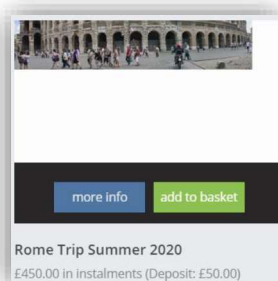 more info add to basket
Rome Trip Summer 2020
£450.00 in instalments (Deposit: £50.00)